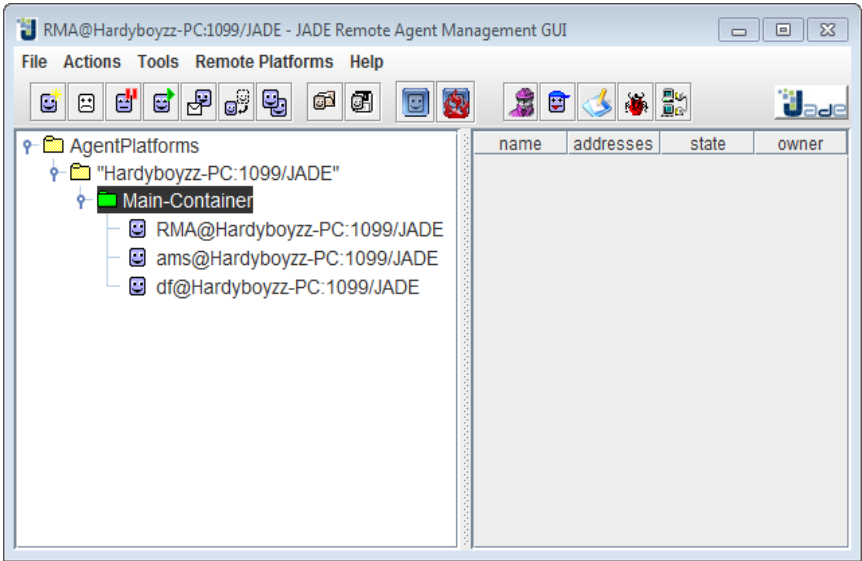 RMA@Hardyboyzz-PC:1099/JADE - JADE Remote Agent Management GUI
File Actions Tools Remote Platforms Help
Jade
AgentPlatforms
"Hardyboyzz-PC:1099/JADE"
Main-Container
RMA@Hardyboyzz-PC:1099/JADE
ams@Hardyboyzz-PC:1099/JADE
df@Hardyboyzz-PC:1099/JADE
name addresses state owner